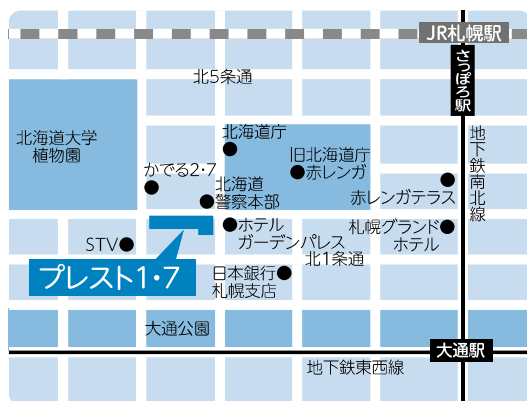 JR札幌駅
さっぽろ駅
北5条通
北海道大学
植物園
北海道庁
旧北海道庁
赤レンガ
地下鉄南北線
かでる2・7
北海道
警察本部
赤レンガテラス
ホテル
ガーデンパレス
札幌グランド
ホテル
STV
北1条通
プレスト1・7
日本銀行
札幌支店
大通公園
大通駅
地下鉄東西線